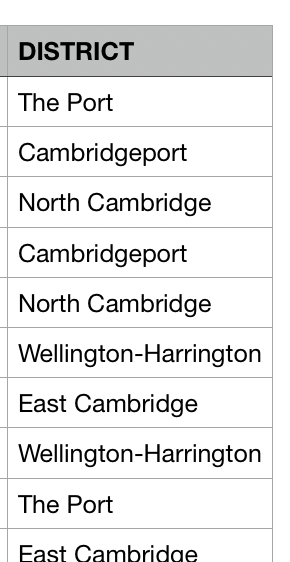 DISTRICT
The Port
Cambridgeport
North Cambridge
Cambridgeport
North Cambridge
Wellington-Harrington
East Cambridge
Wellington-Harrington
The Port
East Cambridge